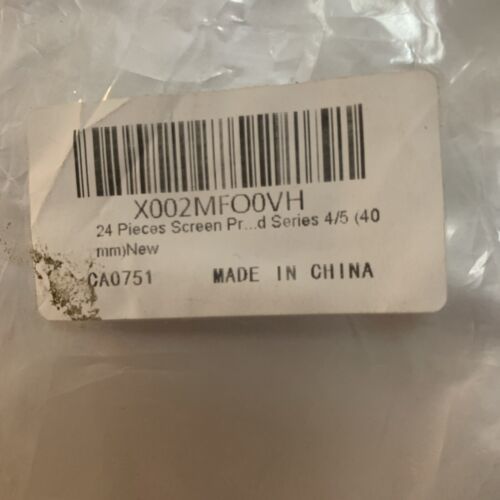 X002MFO0VH
24 Pieces Screen Pr...d Series 4/5 (40
mm)New
CA0751 MADE IN CHINA